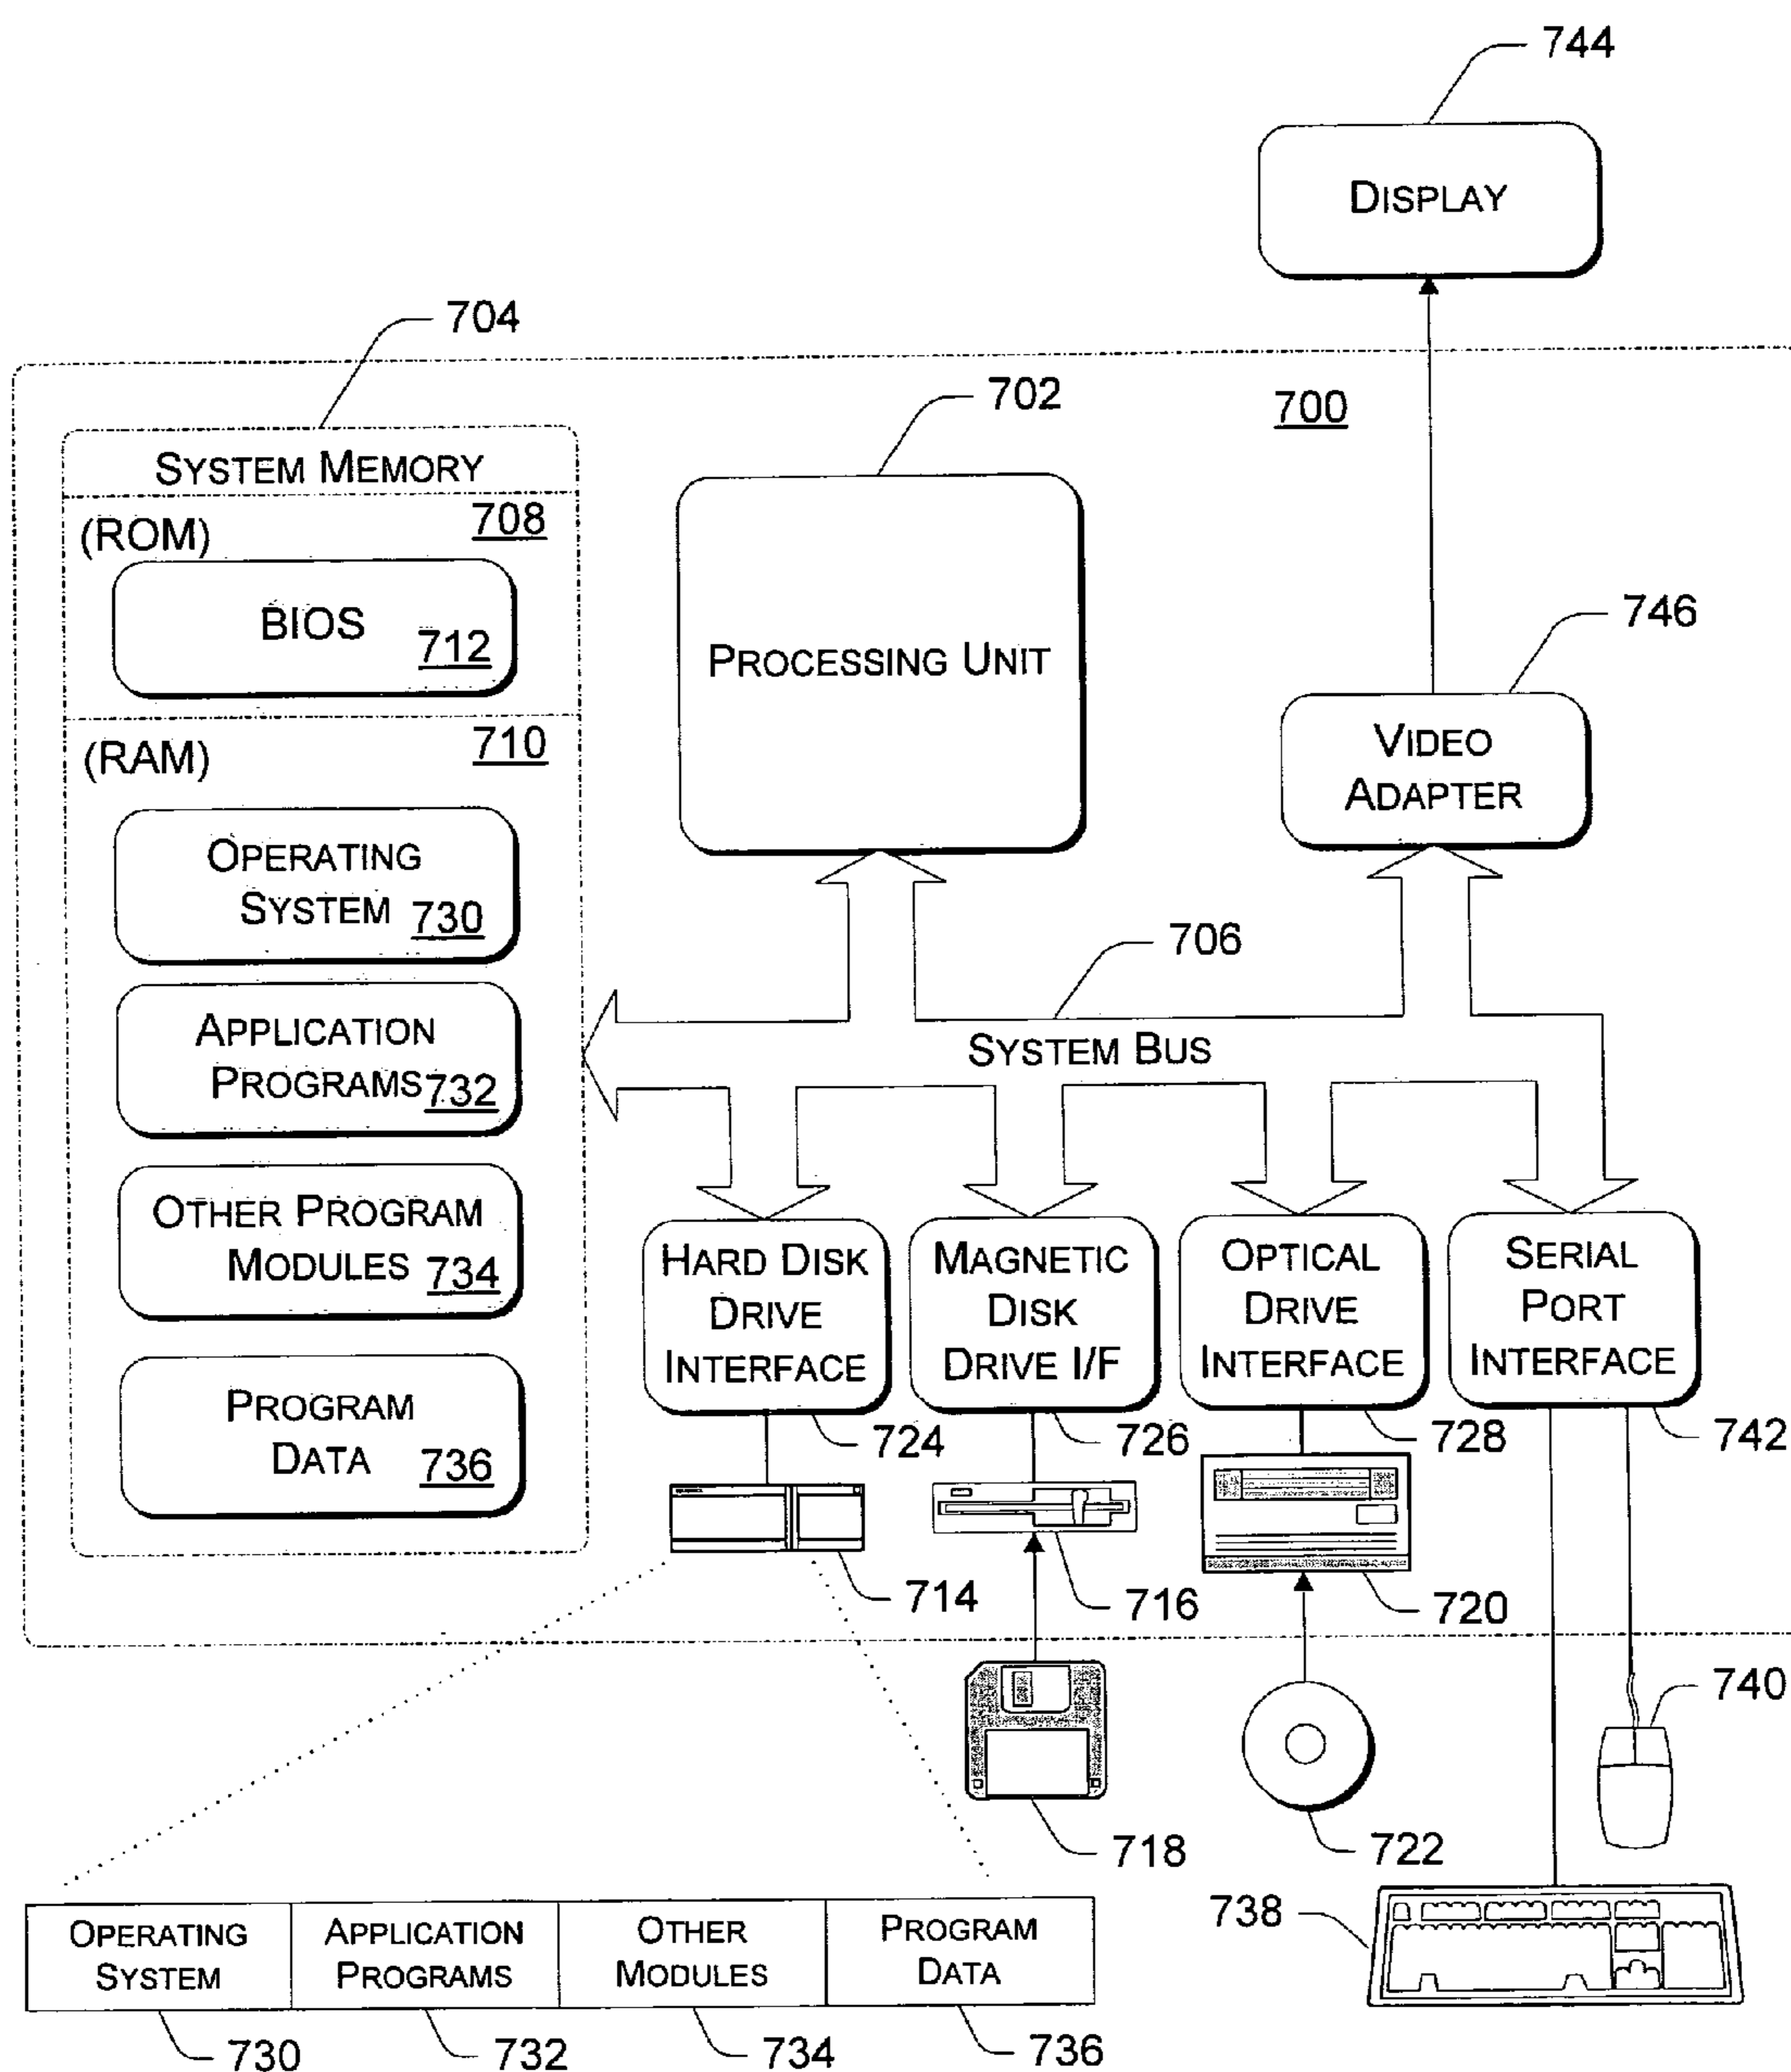 744
DISPLAY
704
702
700
SYSTEM MEMORY
(ROM) 708
BIOS 712
(RAM) 710
OPERATING
SYSTEM 730
APPLICATION
PROGRAMS 732
OTHER PROGRAM
MODULES 734
PROGRAM
DATA 736
PROCESSING UNIT
746
VIDEO
ADAPTER
706
SYSTEM BUS
HARD DISK
DRIVE
INTERFACE
MAGNETIC
DISK
DRIVE I/F
OPTICAL
DRIVE
INTERFACE
SERIAL
PORT
INTERFACE
724
726
728
742
714
716
720
740
718
722
738
OPERATING
SYSTEM
APPLICATION
PROGRAMS
OTHER
MODULES
PROGRAM
DATA
730
732
734
736